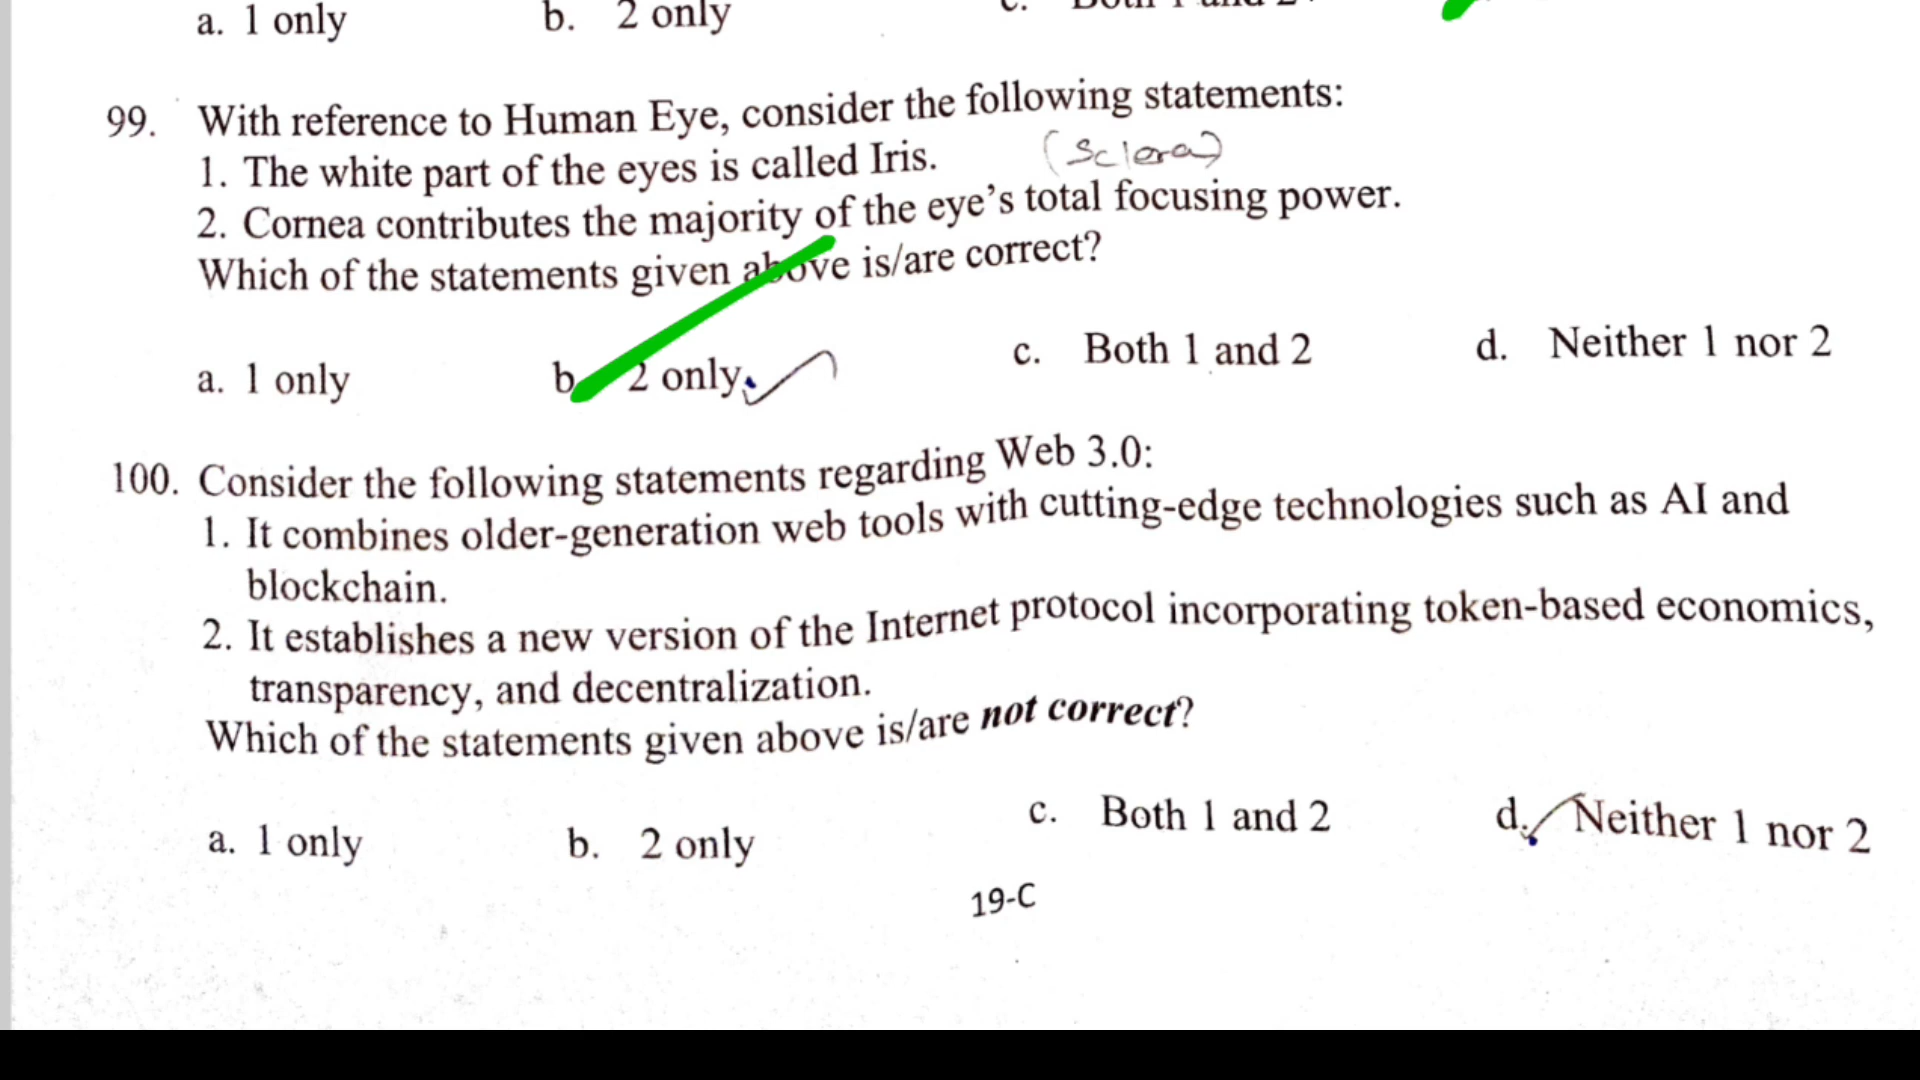 a. 1 only b. 2 only c. Both 1 and 2
99. With reference to Human Eye, consider the following statements:
1. The white part of the eyes is called Iris. (Sclera)
2. Cornea contributes the majority of the eye's total focusing power.
Which of the statements given above is/are correct?
a. 1 only b. 2 only c. Both 1 and 2 d. Neither 1 nor 2
100. Consider the following statements regarding Web 3.0:
1. It combines older-generation web tools with cutting-edge technologies such as AI and
blockchain.
2. It establishes a new version of the Internet protocol incorporating token-based economics,
transparency, and decentralization.
Which of the statements given above is/are not correct?
a. 1 only b. 2 only c. Both 1 and 2 d. Neither 1 nor 2
19-C